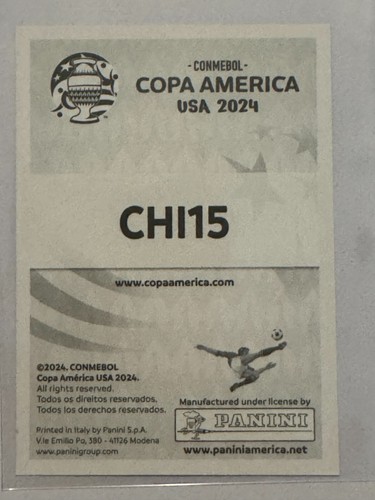 - CONMEBOL -
COPA AMERICA
USA 2024
CHI15
www.copaamerica.com
©2024. CONMEBOL
Copa América USA 2024.
All rights reserved.
Todos os direitos reservados.
Todos los derechos reservados.
Printed in Italy by Panini S.p.A.
V.le Emilio Po, 380 - 41126 Modena
www.paninigroup.com
Manufactured under license by
PANINI
www.paniniamerica.net